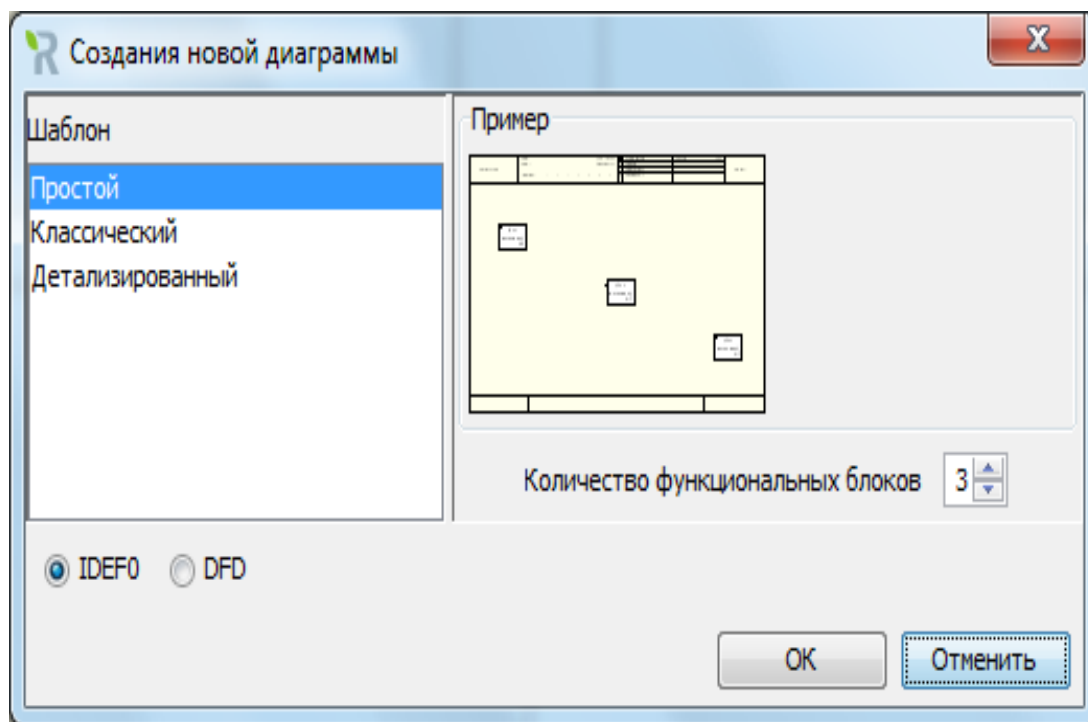 Создания новой диаграммы
Шаблон
Простой
Классический
Детализированный
Пример
Количество функциональных блоков 3
IDEF0 DFD
OK Отменить